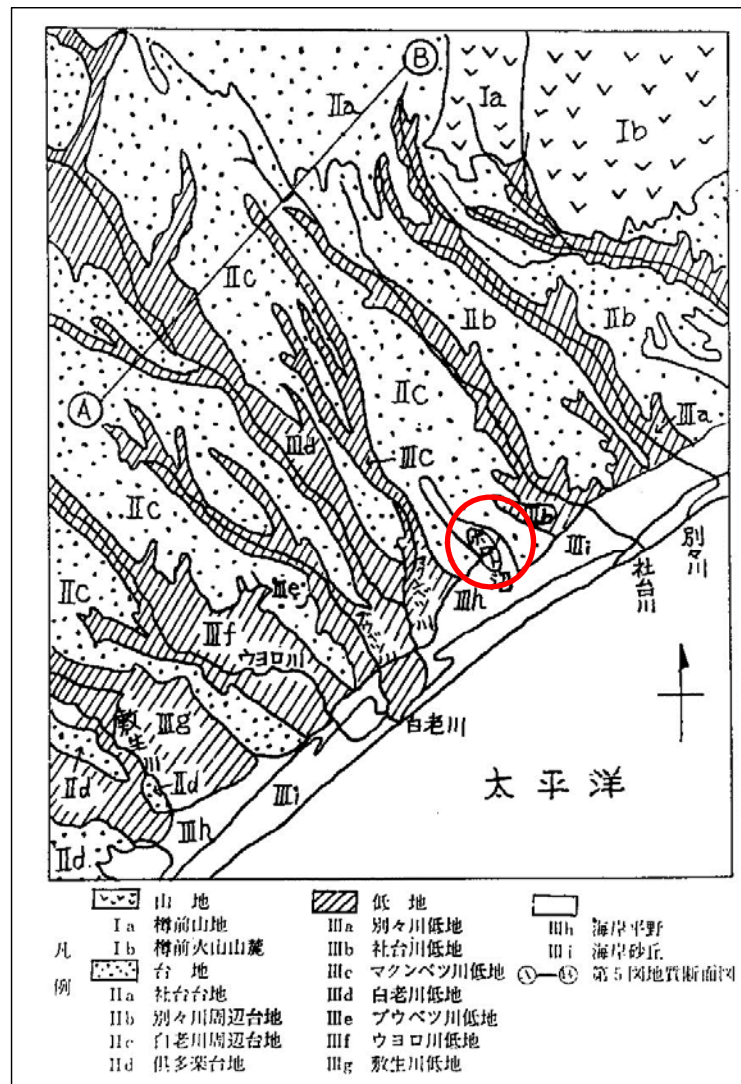 Ⓑ
Ⅱa
Ⅰa
Ⅰb
Ⅱc
Ⅱb
Ⅱb
Ⓐ
Ⅱc
Ⅲa
Ⅲd
Ⅲc
Ⅱc
Ⅲb
Ⅲi
別々川
社台川
沼
Ⅲh
Ⅱc
Ⅲe
Ⅲf
ウヨロ川
白老川
Ⅲg
敷生川
Ⅱd
Ⅱd
Ⅲi
Ⅲh
Ⅱd
太平洋
凡例
山地
Ⅰa 樽前山地
Ⅰb 樽前火山山麓
台地
Ⅱa 社台台地
Ⅱb 別々川周辺台地
Ⅱc 白老川周辺台地
Ⅱd 倶多楽台地
低地
Ⅲa 別々川低地
Ⅲb 社台川低地
Ⅲc マクンベツ川低地
Ⅲd 白老川低地
Ⅲe ブウベツ川低地
Ⅲf ウヨロ川低地
Ⅲg 敷生川低地
Ⅲh 海岸平野
Ⅲi 海岸砂丘
Ⓐ—Ⓑ 第5図地質断面図